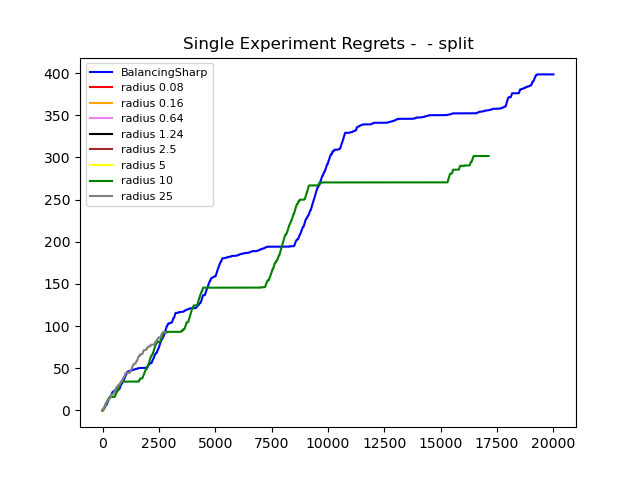 Single Experiment Regrets -  - split
BalancingSharp
radius 0.08
radius 0.16
radius 0.64
radius 1.24
radius 2.5
radius 5
radius 10
radius 25
400
350
300
250
200
150
100
50
0
0 2500 5000 7500 10000 12500 15000 17500 20000